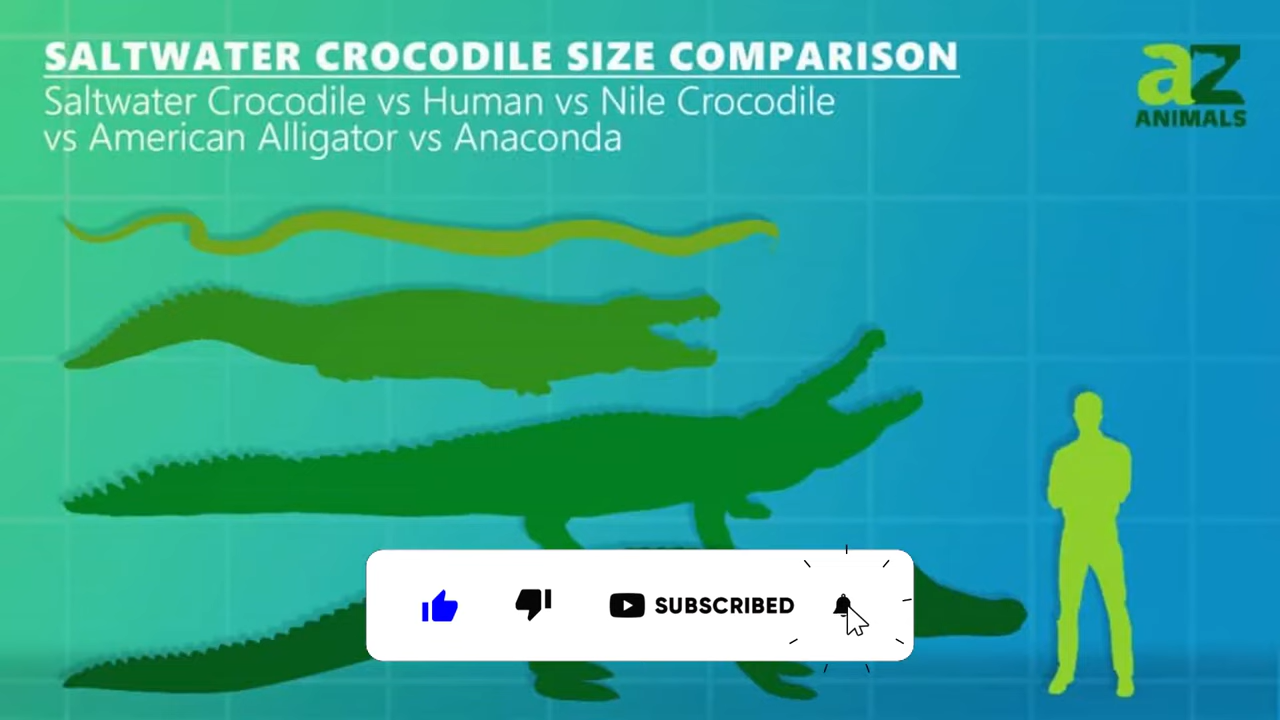 SALTWATER CROCODILE SIZE COMPARISON
Saltwater Crocodile vs Human vs Nile Crocodile
vs American Alligator vs Anaconda
az
ANIMALS
SUBSCRIBED